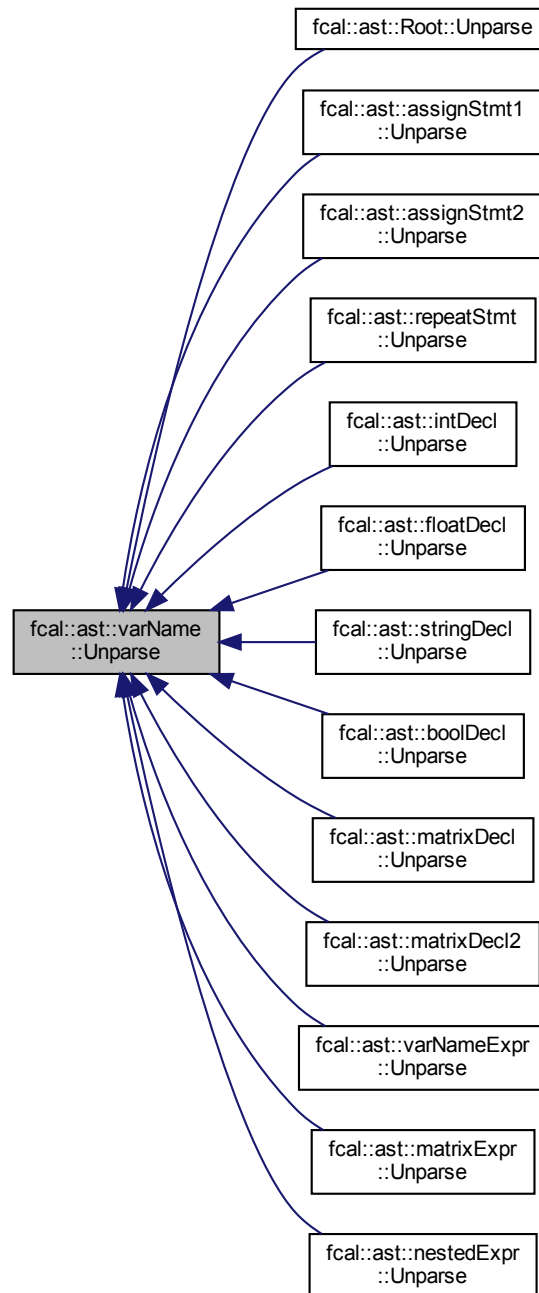 fcal::ast::Root::Unparse
fcal::ast::assignStmt1
::Unparse
fcal::ast::assignStmt2
::Unparse
fcal::ast::repeatStmt
::Unparse
fcal::ast::intDecl
::Unparse
fcal::ast::floatDecl
::Unparse
fcal::ast::varName
::Unparse
fcal::ast::stringDecl
::Unparse
fcal::ast::boolDecl
::Unparse
fcal::ast::matrixDecl
::Unparse
fcal::ast::matrixDecl2
::Unparse
fcal::ast::varNameExpr
::Unparse
fcal::ast::matrixExpr
::Unparse
fcal::ast::nestedExpr
::Unparse